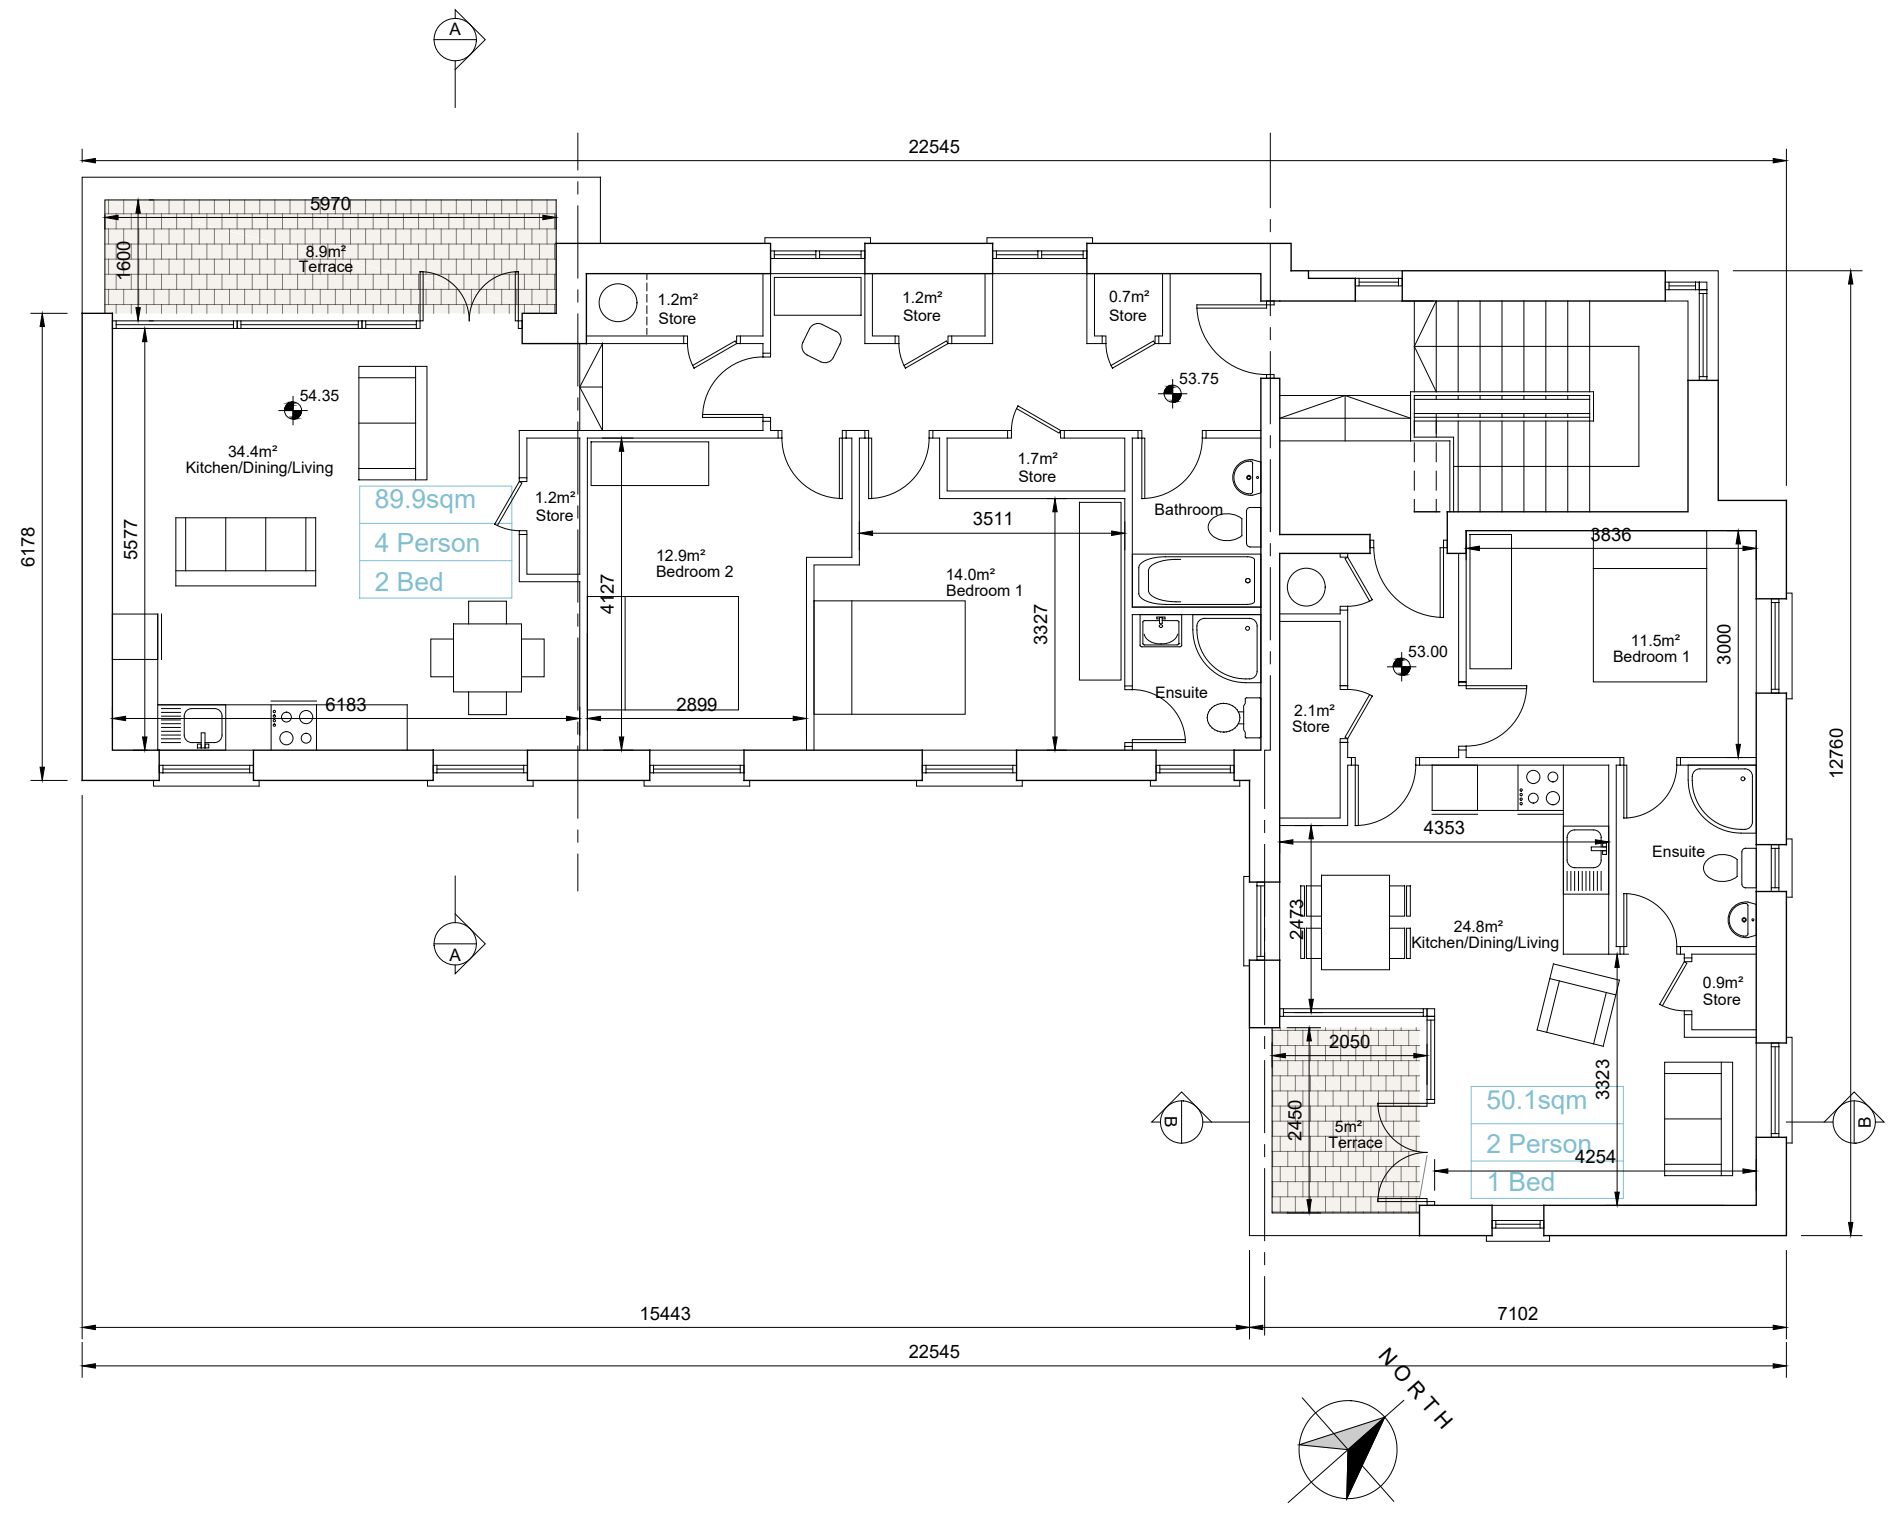 A
22545
5970
1600
8.9m²
Terrace
1.2m²
Store
1.2m²
Store
0.7m²
Store
53.75
54.35
34.4m²
Kitchen/Dining/Living
89.9sqm
4 Person
2 Bed
1.2m²
Store
6178
5577
4127
12.9m²
Bedroom 2
1.7m²
Store
3511
14.0m²
Bedroom 1
3327
Bathroom
Ensuite
6183
2899
3836
11.5m²
Bedroom 1
3000
53.00
2.1m²
Store
12760
4353
Ensuite
2473
24.8m²
Kitchen/Dining/Living
0.9m²
Store
A
2050
2450
5m²
Terrace
3323
50.1sqm
2 Person
1 Bed
4254
B
B
15443
7102
22545
NORTH